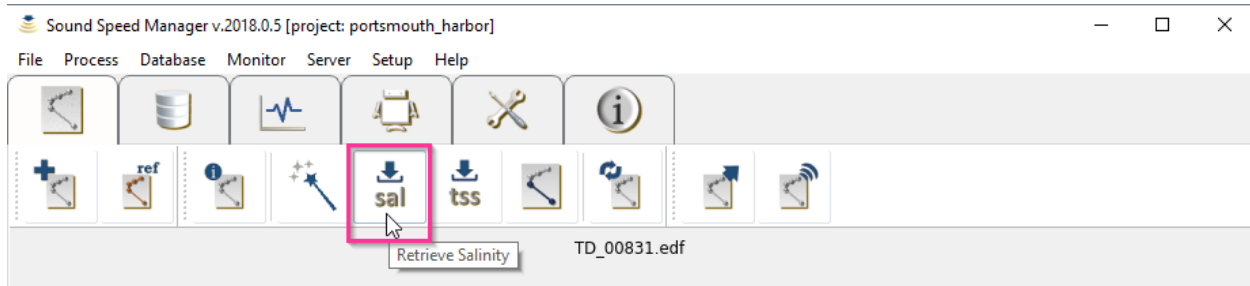 Sound Speed Manager v.2018.0.5 [project: portsmouth_harbor]
File Process Database Monitor Server Setup Help
i
ref i sal tss
Retrieve Salinity
TD_00831.edf